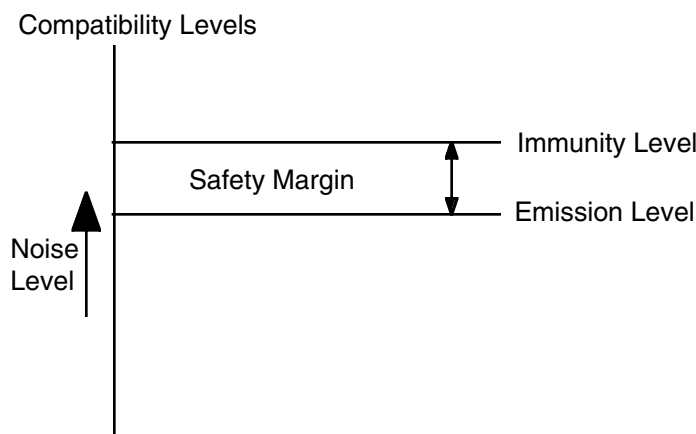 Compatibility Levels
Immunity Level
Safety Margin
Emission Level
Noise
Level